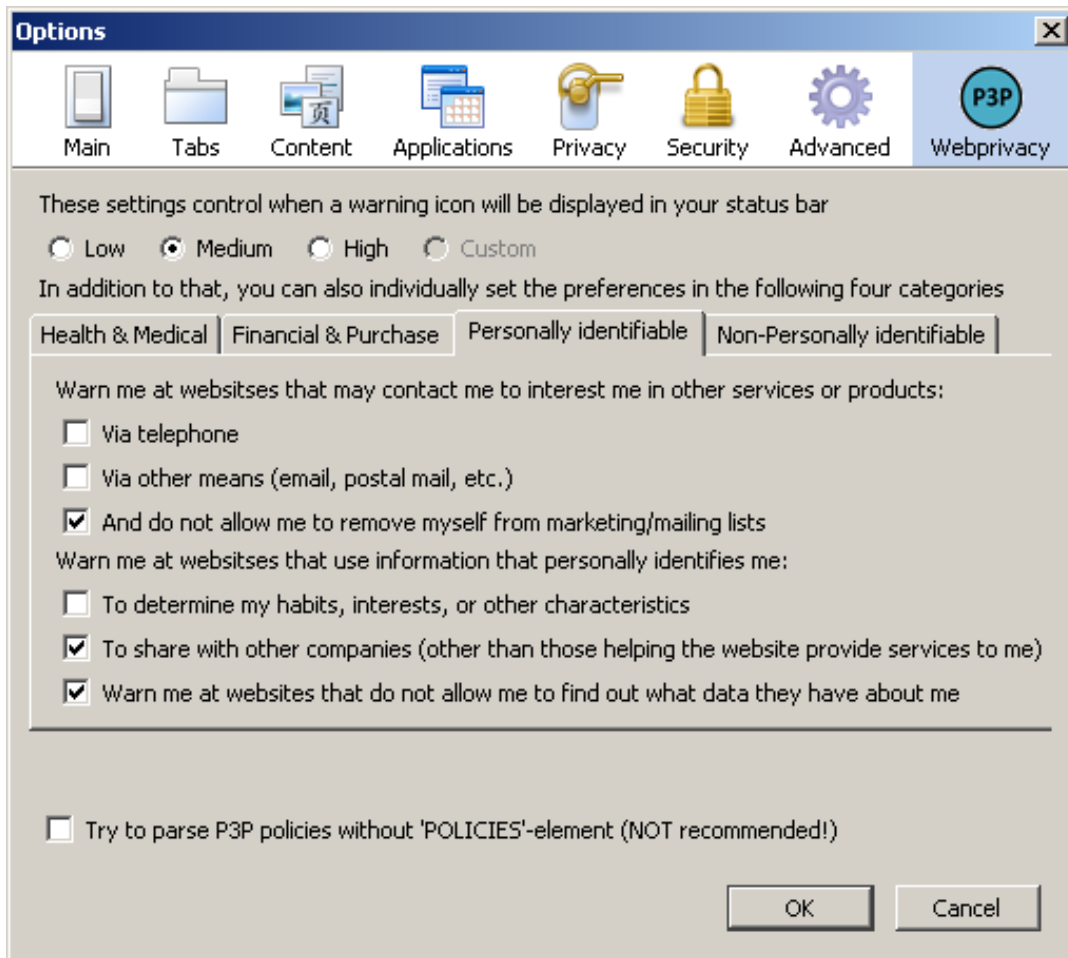 Options
页
P3P
Main Tabs Content Applications Privacy Security Advanced Webprivacy
These settings control when a warning icon will be displayed in your status bar
Low Medium High Custom
In addition to that, you can also individually set the preferences in the following four categories
Health & Medical Financial & Purchase Personally identifiable Non-Personally identifiable
Warn me at websitses that may contact me to interest me in other services or products:
Via telephone
Via other means (email, postal mail, etc.)
And do not allow me to remove myself from marketing/mailing lists
Warn me at websitses that use information that personally identifies me:
To determine my habits, interests, or other characteristics
To share with other companies (other than those helping the website provide services to me)
Warn me at websites that do not allow me to find out what data they have about me
Try to parse P3P policies without 'POLICIES'-element (NOT recommended!)
OK Cancel